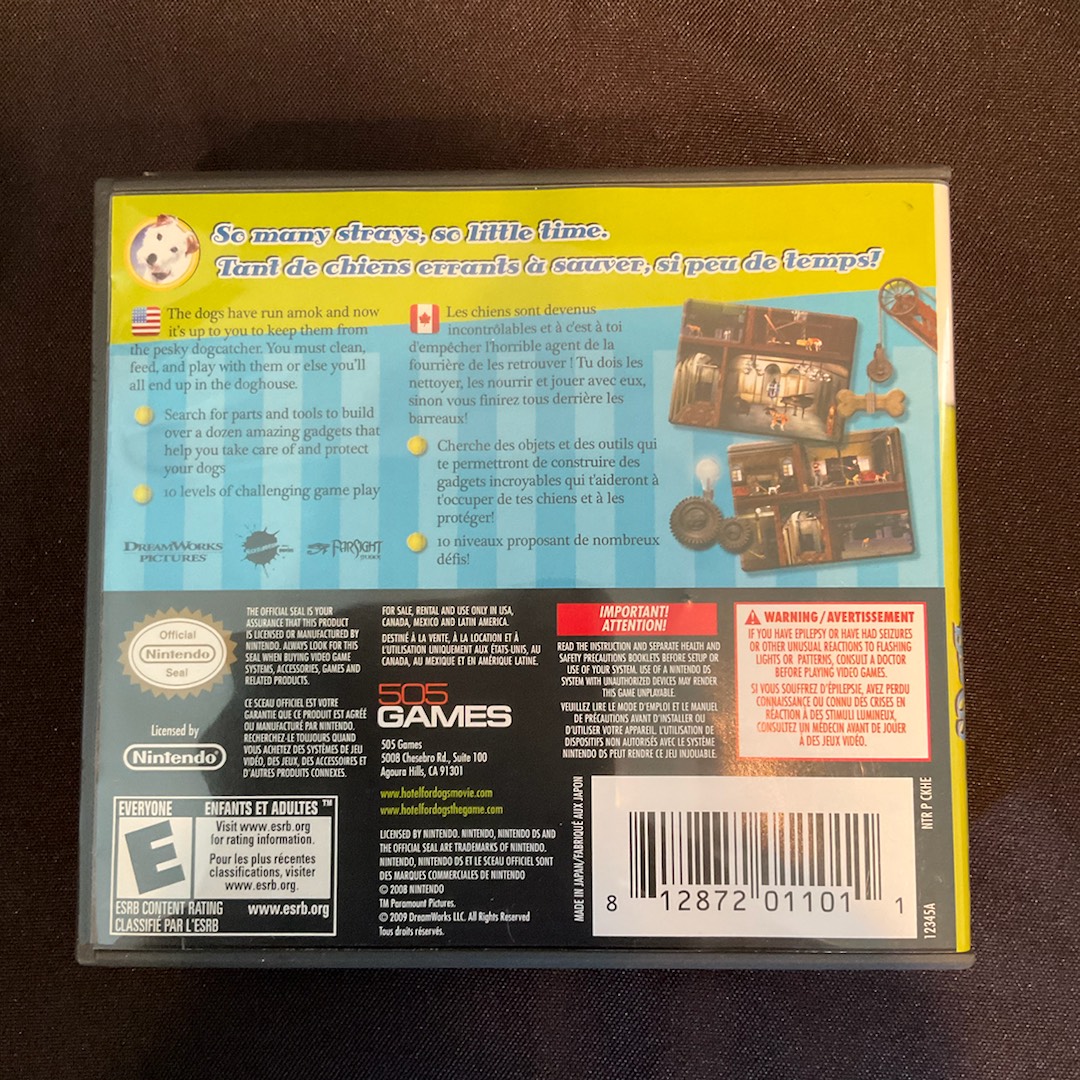 So many strays, so little time.
Tant de chiens errants à sauver, si peu de temps!
The dogs have run amok and now
it's up to you to keep them from
the pesky dogcatcher. You must clean,
feed, and play with them or else you'll
all end up in the doghouse.
Search for parts and tools to build
over a dozen amazing gadgets that
help you take care of and protect
your dogs
10 levels of challenging game play
DREAMWORKS
PICTURES
FARSIGHT
STUDIOS
Les chiens sont devenus
incontrôlables et à c'est à toi
d'empêcher l'horrible agent de la
fourrière de les retrouver ! Tu dois les
nettoyer, les nourrir et jouer avec eux,
sinon vous finirez tous derrière les
barreaux!
Cherche des objets et des outils qui
te permettront de construire des
gadgets incroyables qui t'aideront à
t'occuper de tes chiens et à les
protéger!
10 niveaux proposant de nombreux
défis!
Official
Nintendo
Seal
Licensed by
Nintendo
THE OFFICIAL SEAL IS YOUR
ASSURANCE THAT THIS PRODUCT
IS LICENSED OR MANUFACTURED BY
NINTENDO. ALWAYS LOOK FOR THIS
SEAL WHEN BUYING VIDEO GAME
SYSTEMS, ACCESSORIES, GAMES AND
RELATED PRODUCTS.
CE SCEAU OFFICIEL EST VOTRE
GARANTIE QUE CE PRODUIT EST AGRÉÉ
OU MANUFACTURÉ PAR NINTENDO.
RECHERCHEZ-LE TOUJOURS QUAND
VOUS ACHETEZ DES SYSTÈMES DE JEU
VIDÉO, DES JEUX, DES ACCESSOIRES ET
D'AUTRES PRODUITS CONNEXES.
EVERYONE
ENFANTS ET ADULTES ™
E
Visit www.esrb.org
for rating information.
Pour les plus récentes
classifications, visiter
www.esrb.org.
ESRB CONTENT RATING www.esrb.org
CLASSIFIÉ PAR L'ESRB
FOR SALE, RENTAL AND USE ONLY IN USA,
CANADA, MEXICO AND LATIN AMERICA.
DESTINÉ À LA VENTE, À LA LOCATION ET À
L'UTILISATION UNIQUEMENT AUX ÉTATS-UNIS, AU
CANADA, AU MEXIQUE ET EN AMÉRIQUE LATINE.
505
GAMES
505 Games
5008 Chesebro Rd., Suite 100
Agoura Hills, CA 91301
www.hotelfordogsmovie.com
www.hotelfordogsthegame.com
LICENSED BY NINTENDO. NINTENDO, NINTENDO DS AND
THE OFFICIAL SEAL ARE TRADEMARKS OF NINTENDO.
NINTENDO, NINTENDO DS ET LE SCEAU OFFICIEL SONT
DES MARQUES COMMERCIALES DE NINTENDO
© 2008 NINTENDO
TM Paramount Pictures.
© 2009 DreamWorks LLC. All Rights Reserved
Tous droits réservés.
IMPORTANT!
ATTENTION!
READ THE INSTRUCTION AND SEPARATE HEALTH AND
SAFETY PRECAUTIONS BOOKLETS BEFORE SETUP OR
USE OF YOUR SYSTEM. USE OF A NINTENDO DS
SYSTEM WITH UNAUTHORIZED DEVICES MAY RENDER
THIS GAME UNPLAYABLE.
VEUILLEZ LIRE LE MODE D'EMPLOI ET LE MANUEL
DE PRÉCAUTIONS AVANT D'INSTALLER OU
D'UTILISER VOTRE APPAREIL. L'UTILISATION DE
DISPOSITIFS NON AUTORISÉS AVEC LE SYSTÈME
NINTENDO DS PEUT RENDRE CE JEU INJOUABLE.
WARNING/AVERTISSEMENT
IF YOU HAVE EPILEPSY OR HAVE HAD SEIZURES
OR OTHER UNUSUAL REACTIONS TO FLASHING
LIGHTS OR PATTERNS, CONSULT A DOCTOR
BEFORE PLAYING VIDEO GAMES.
SI VOUS SOUFFREZ D'ÉPILEPSIE, AVEZ PERDU
CONNAISSANCE OU CONNU DES CRISES EN
RÉACTION À DES STIMULI LUMINEUX,
CONSULTEZ UN MÉDECIN AVANT DE JOUER
À DES JEUX VIDÉO.
MADE IN JAPAN/FABRIQUÉ AUX JAPON
8 12872 01101 1
NTR P CKHE
12345A